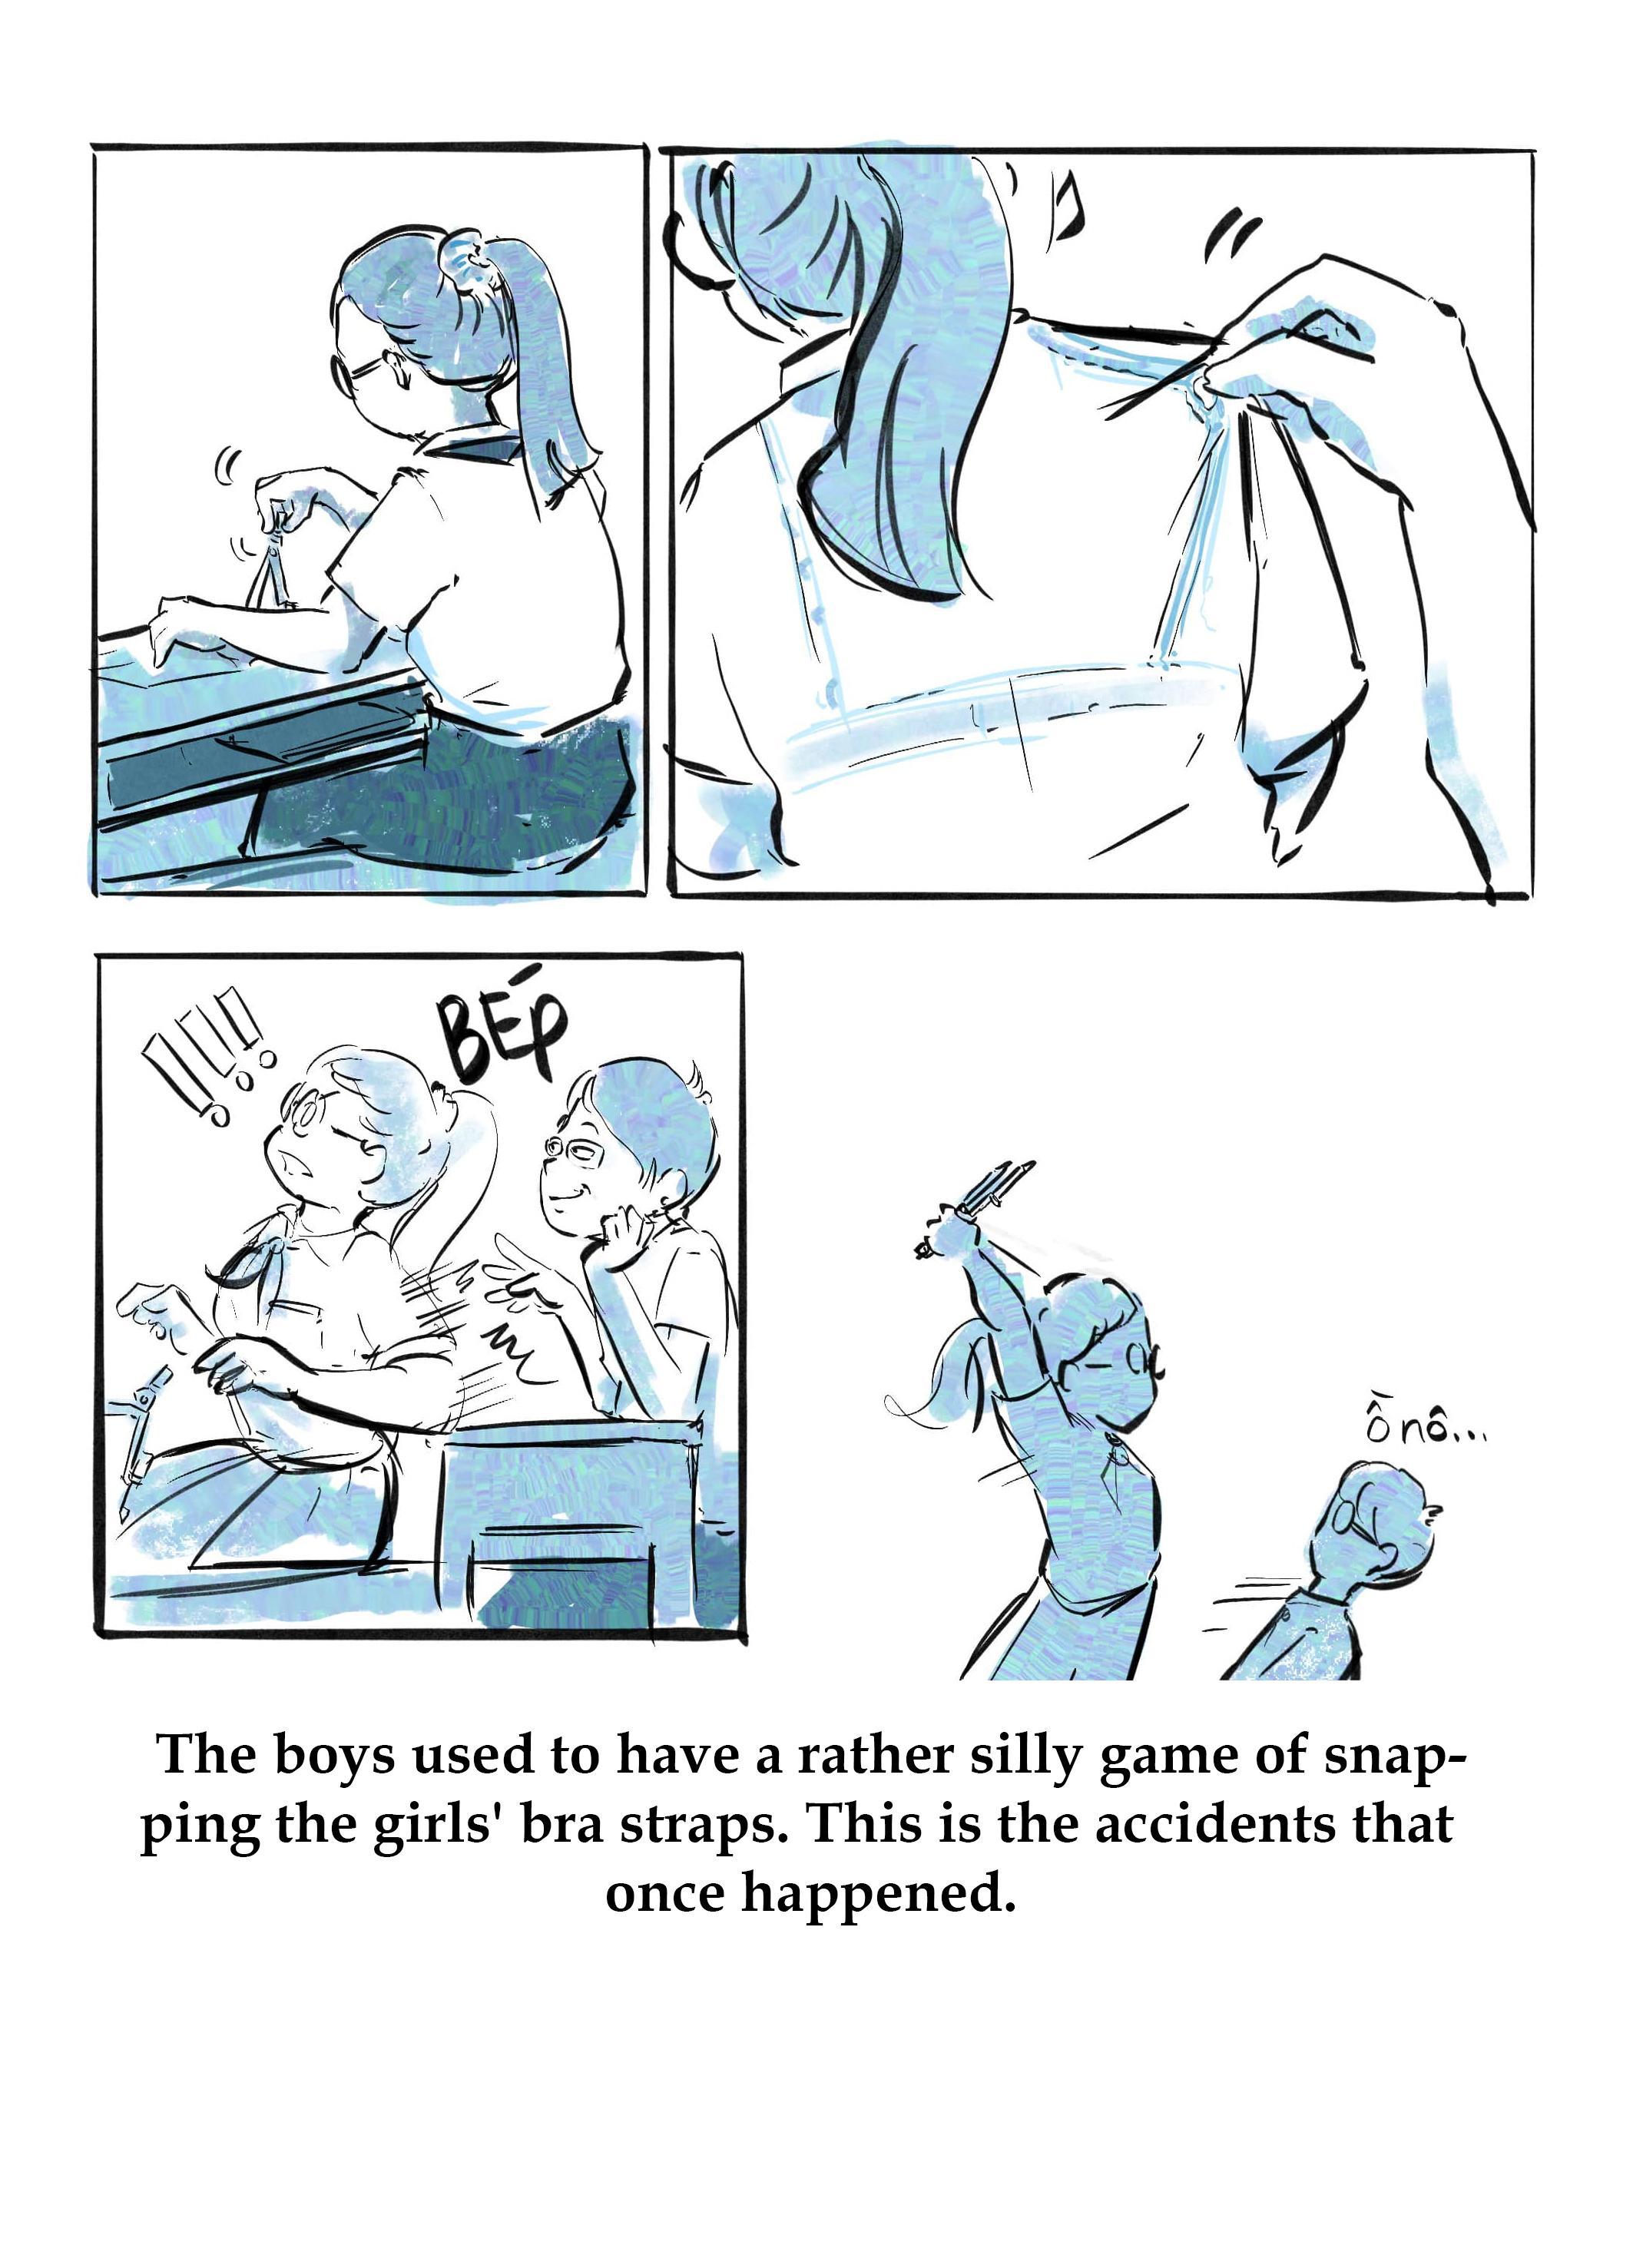 !!!!
BÉP
Ồ nô...
The boys used to have a rather silly game of snap-
ping the girls' bra straps. This is the accidents that
once happened.